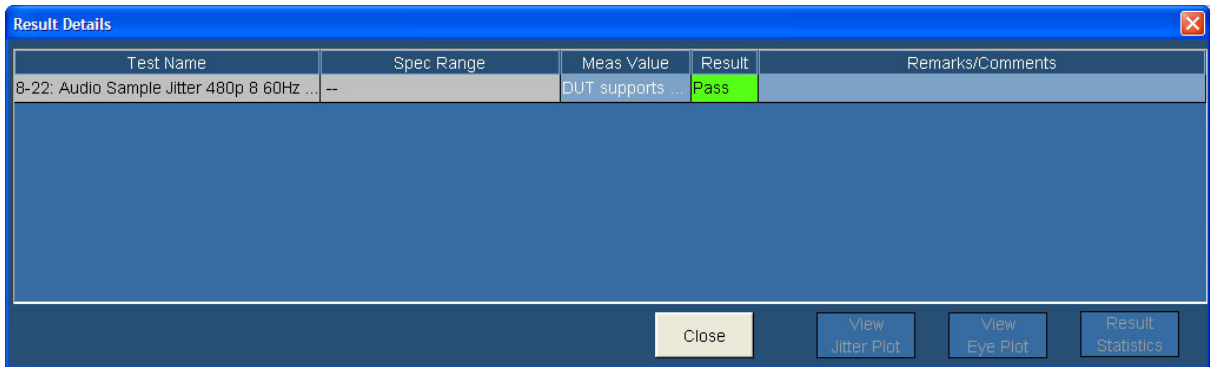 Result Details
Test Name Spec Range Meas Value Result Remarks/Comments
8-22: Audio Sample Jitter 480p 8 60Hz ... -- DUT supports ... Pass
Close View Jitter Plot View Eye Plot Result Statistics